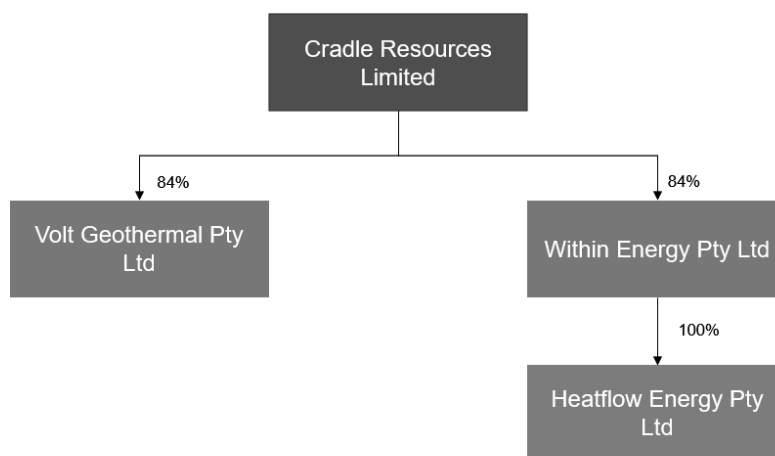 Cradle Resources
Limited
84%
84%
Volt Geothermal Pty
Ltd
Within Energy Pty Ltd
100%
Heatflow Energy Pty
Ltd